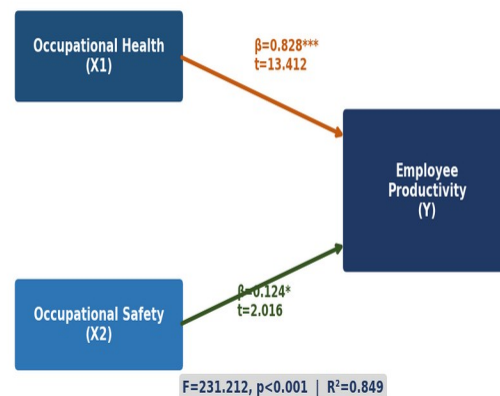 Occupational Health
(X1)
β=0.828***
t=13.412
Employee
Productivity
(Y)
β=0.124*
t=2.016
Occupational Safety
(X2)
F=231.212, p<0.001 | R²=0.849